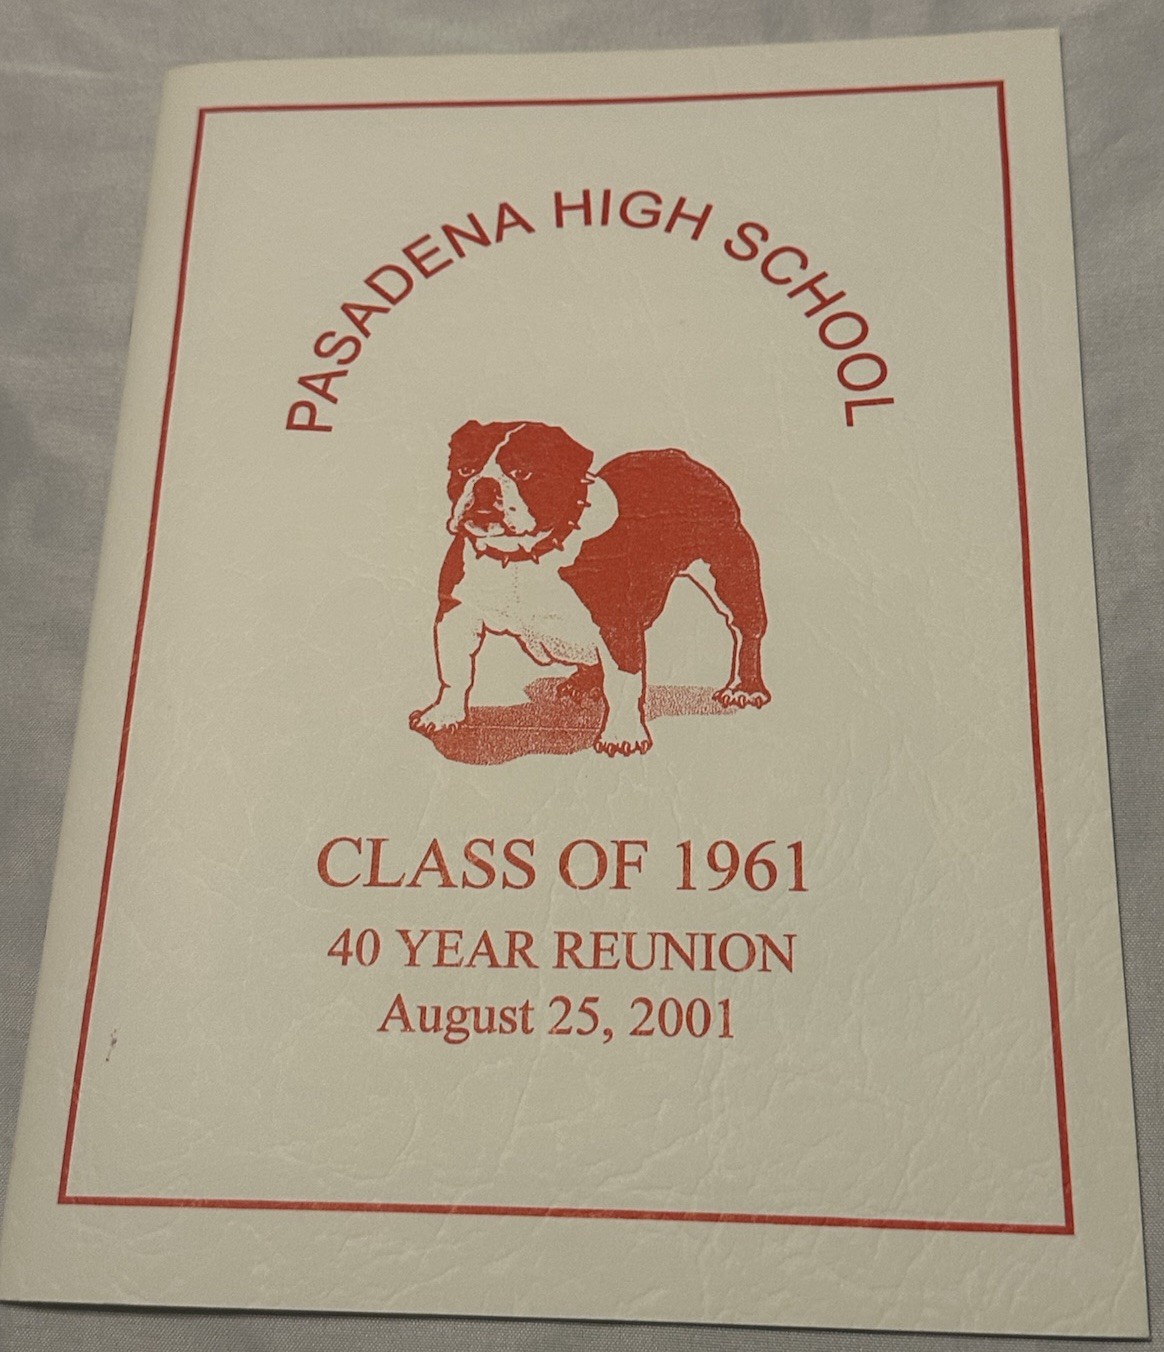 PASADENA HIGH SCHOOL
CLASS OF 1961
40 YEAR REUNION
August 25, 2001